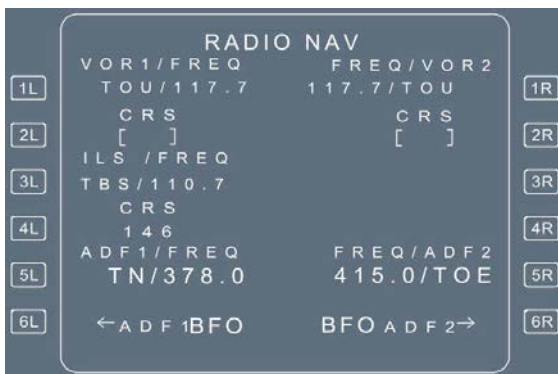 RADIO NAV
VOR1/FREQ FREQ/VOR2
1L TOU/117.7 117.7/TOU 1R
CRS CRS
2L [ ] [ ] 2R
ILS /FREQ
3L TBS/110.7 3R
CRS
4L 146 4R
ADF1/FREQ FREQ/ADF2
5L TN/378.0 415.0/TOE 5R
6L ←ADF1BFO BFO ADF2→ 6R